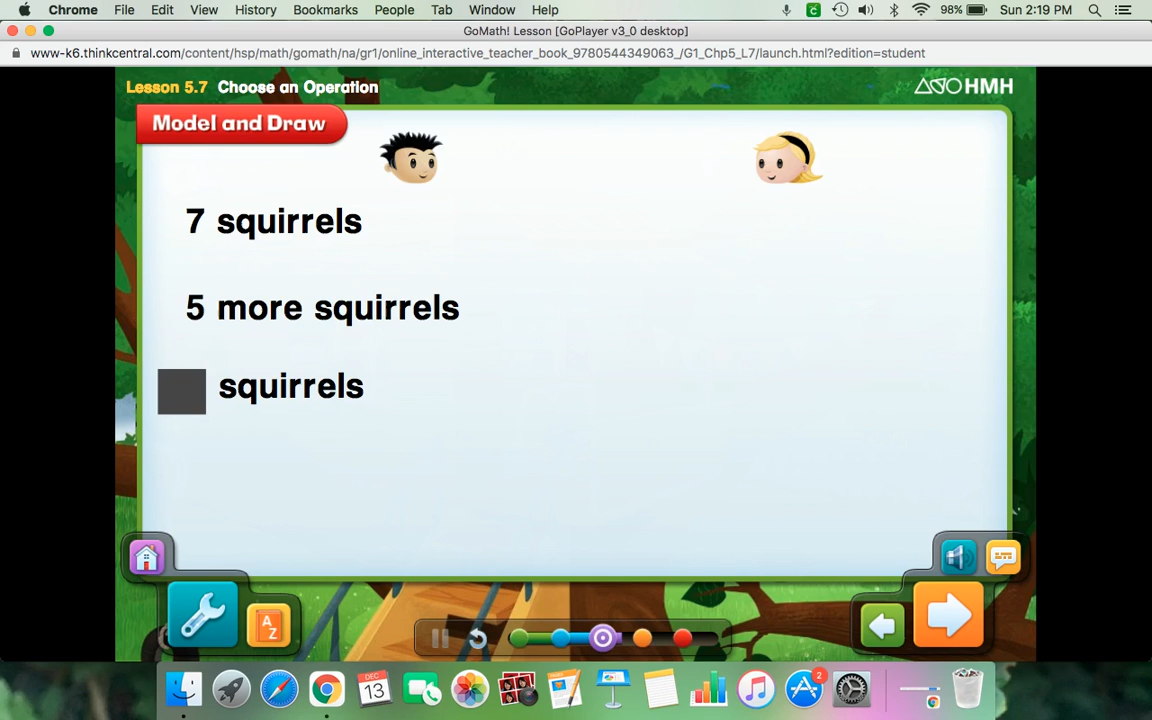 Chrome File Edit View History Bookmarks People Tab Window Help 98% Sun 2:19 PM
GoMath! Lesson [GoPlayer v3_0 desktop]
www-k6.thinkcentral.com/content/hsp/math/gomath/na/gr1/online_interactive_teacher_book_9780544349063_/G1_Chp5_L7/launch.html?edition=student
Lesson 5.7 Choose an Operation HMH
Model and Draw
7 squirrels
5 more squirrels
squirrels
A Z
DEC 13 2